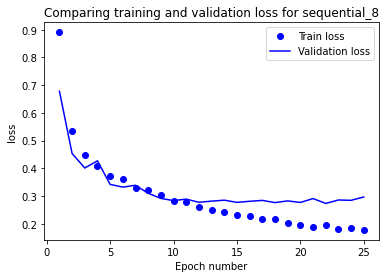 Comparing training and validation loss for sequential_8
Train loss
Validation loss
loss
0.9
0.8
0.7
0.6
0.5
0.4
0.3
0.2
0
5
10
15
20
25
Epoch number